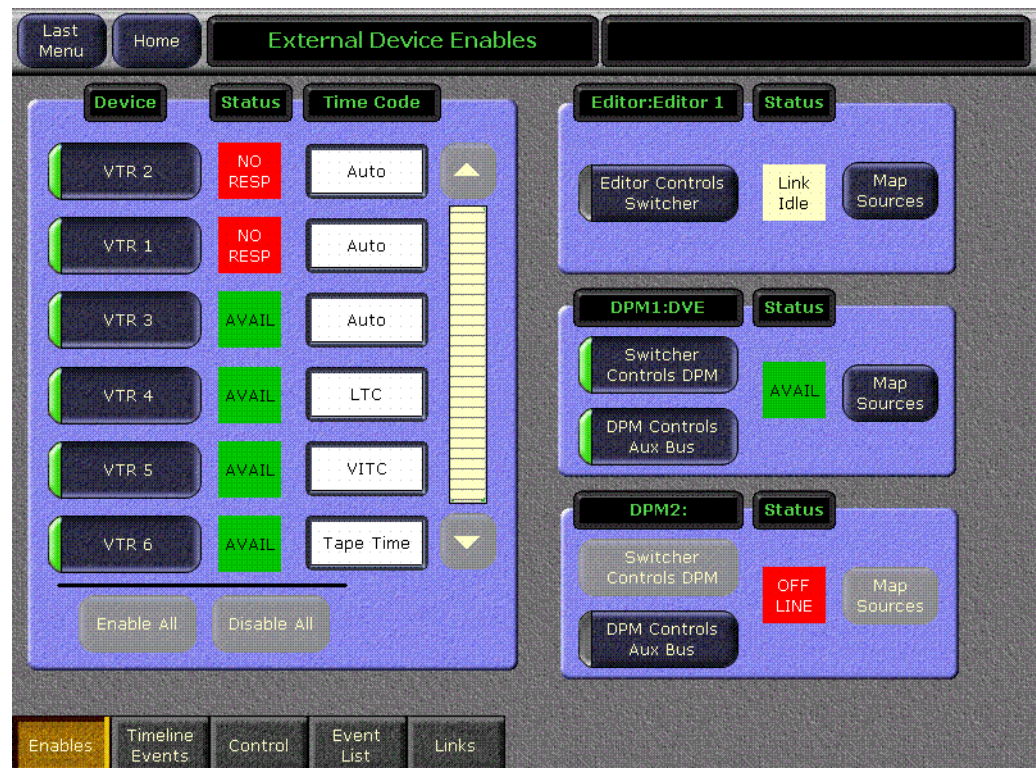 Last
Menu
Home
External Device Enables
Device
Status
Time Code
VTR 2
NO
RESP
Auto
VTR 1
NO
RESP
Auto
VTR 3
AVAIL
Auto
VTR 4
AVAIL
LTC
VTR 5
AVAIL
VITC
VTR 6
AVAIL
Tape Time
Enable All
Disable All
Editor:Editor 1
Status
Editor Controls
Switcher
Link
Idle
Map
Sources
DPM1:DVE
Status
Switcher
Controls DPM
DPM Controls
Aux Bus
AVAIL
Map
Sources
DPM2:
Status
Switcher
Controls DPM
DPM Controls
Aux Bus
OFF
LINE
Map
Sources
Enables
Timeline
Events
Control
Event
List
Links